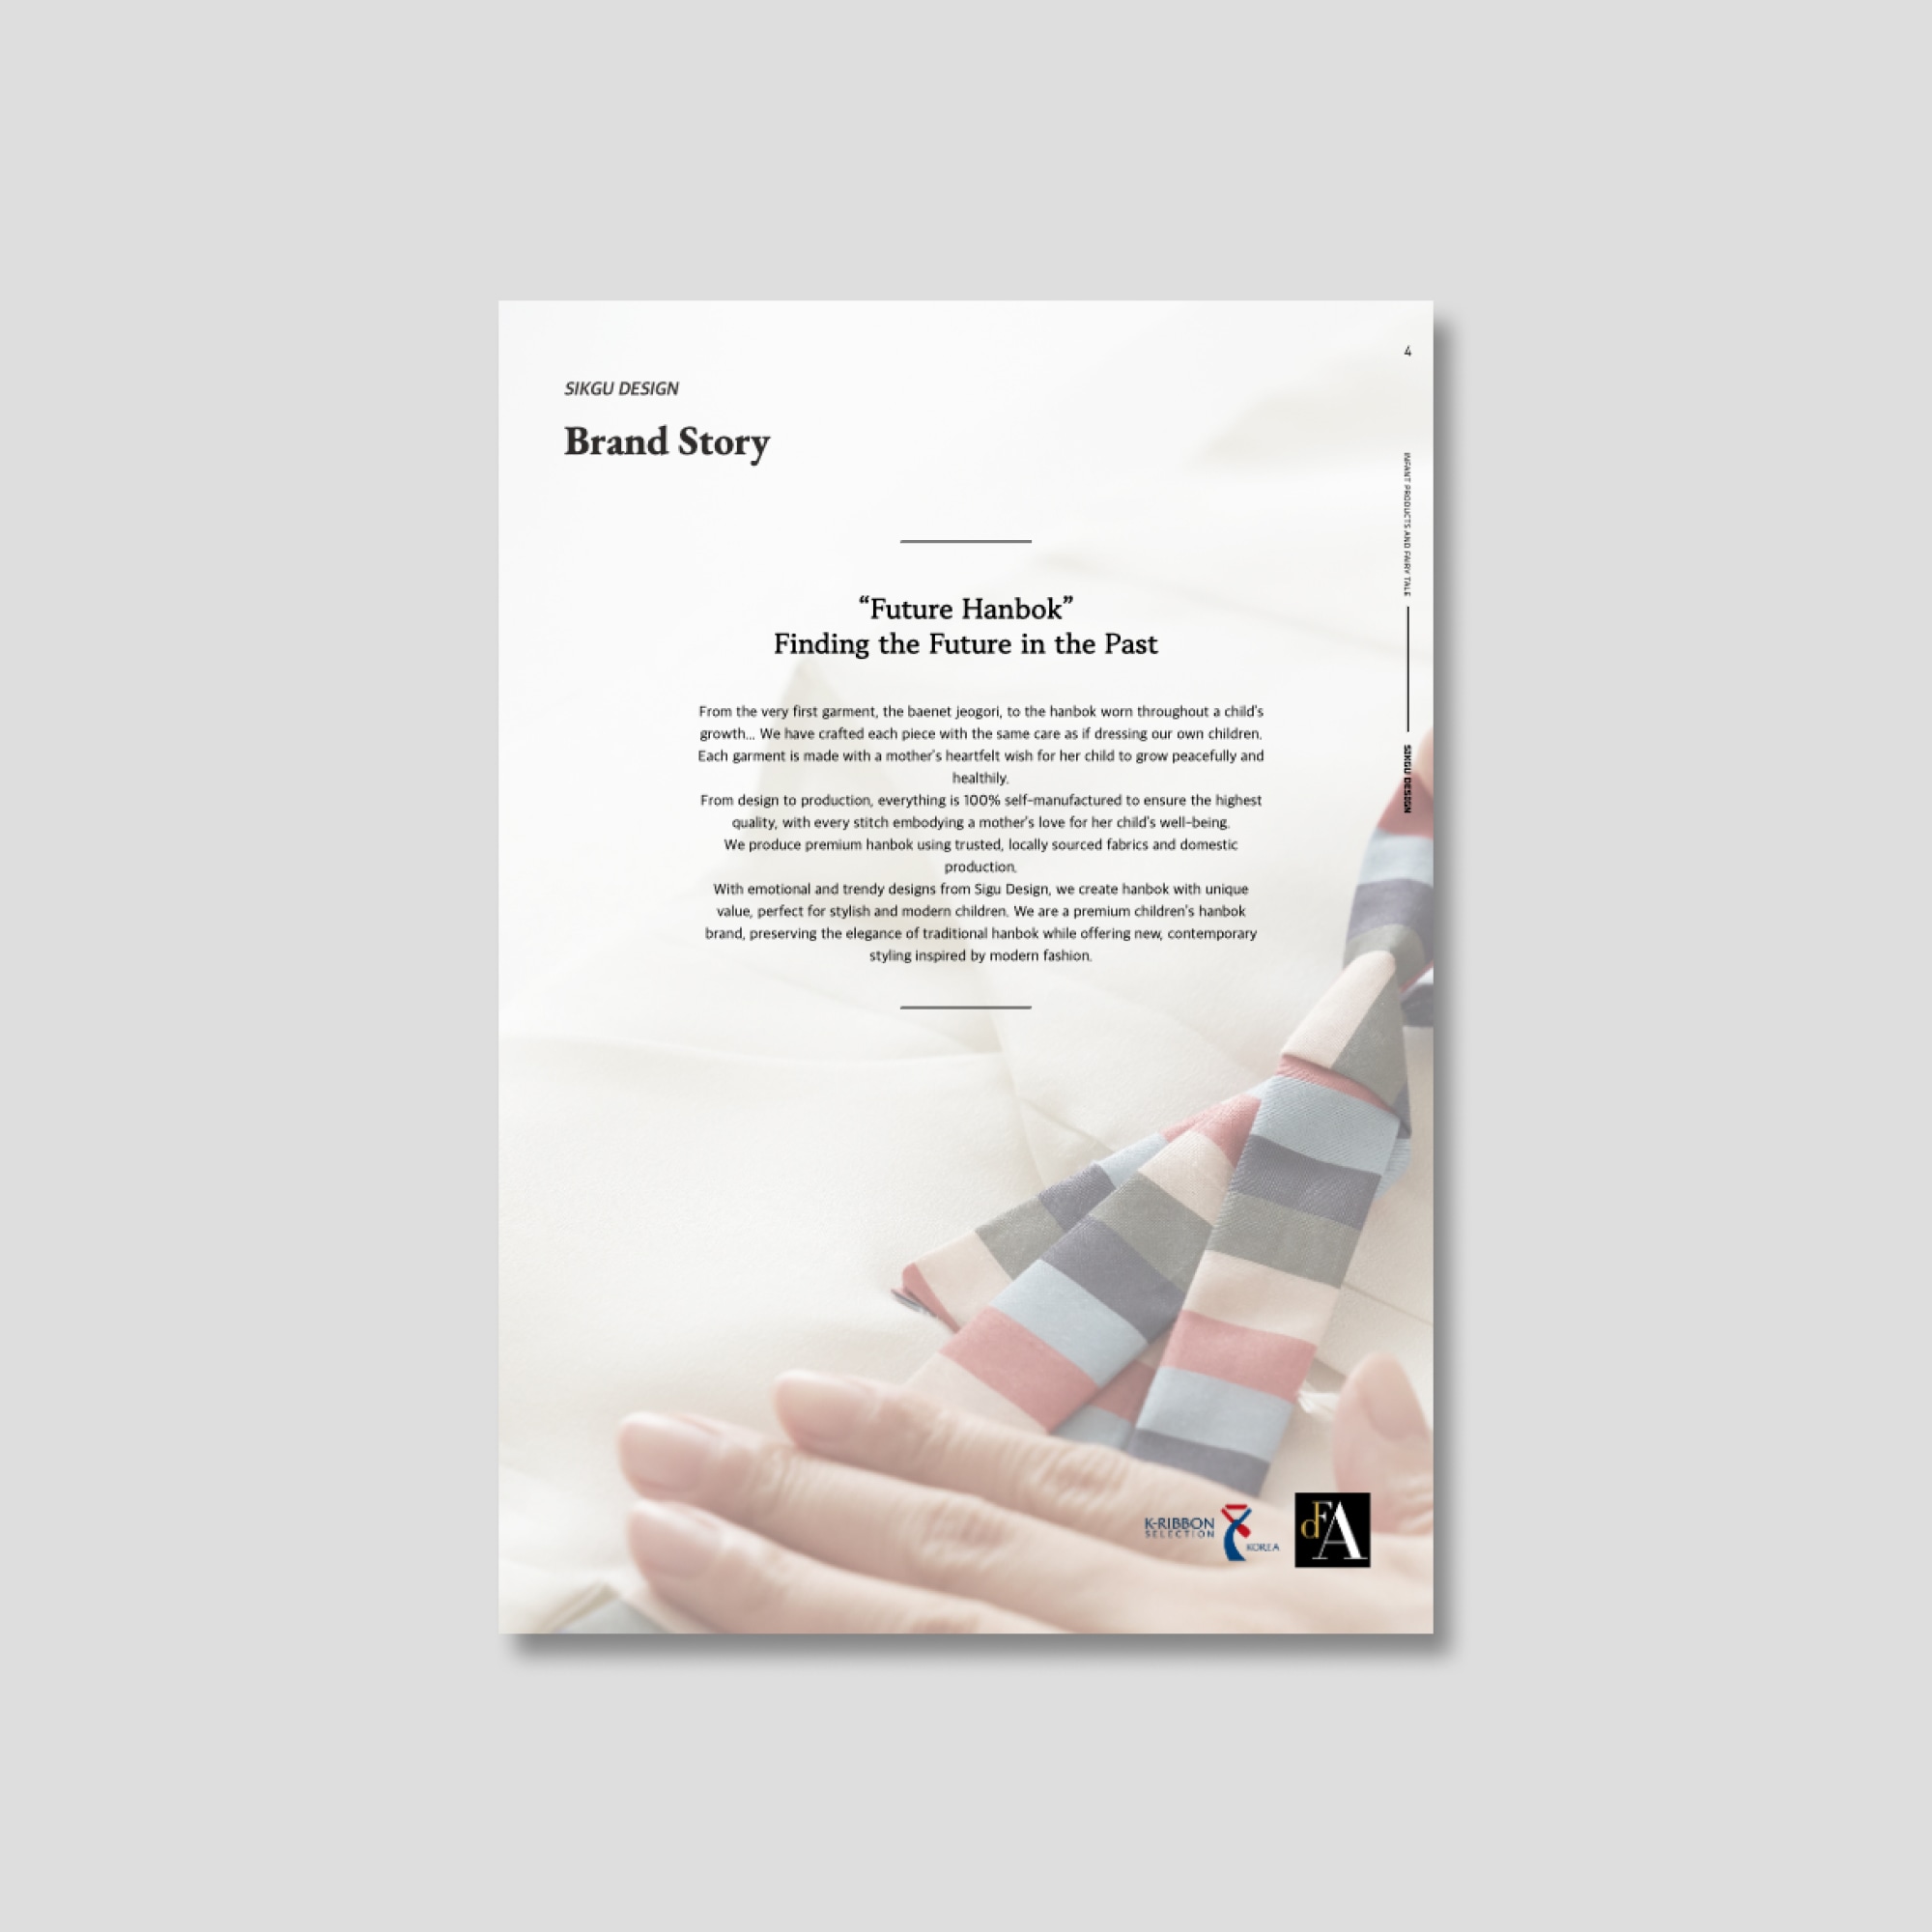 4
SIKGU DESIGN
Brand Story
INFANT PRODUCTS AND FAIRY TALE
SIKGU DESIGN
“Future Hanbok”
Finding the Future in the Past
From the very first garment, the baenet jeogori, to the hanbok worn throughout a child's
growth... We have crafted each piece with the same care as if dressing our own children.
Each garment is made with a mother's heartfelt wish for her child to grow peacefully and
healthily.
From design to production, everything is 100% self-manufactured to ensure the highest
quality, with every stitch embodying a mother's love for her child's well-being.
We produce premium hanbok using trusted, locally sourced fabrics and domestic
production.
With emotional and trendy designs from Sigu Design, we create hanbok with unique
value, perfect for stylish and modern children. We are a premium children's hanbok
brand, preserving the elegance of traditional hanbok while offering new, contemporary
styling inspired by modern fashion.
K-RIBBON
SELECTION
KOREA
dFA